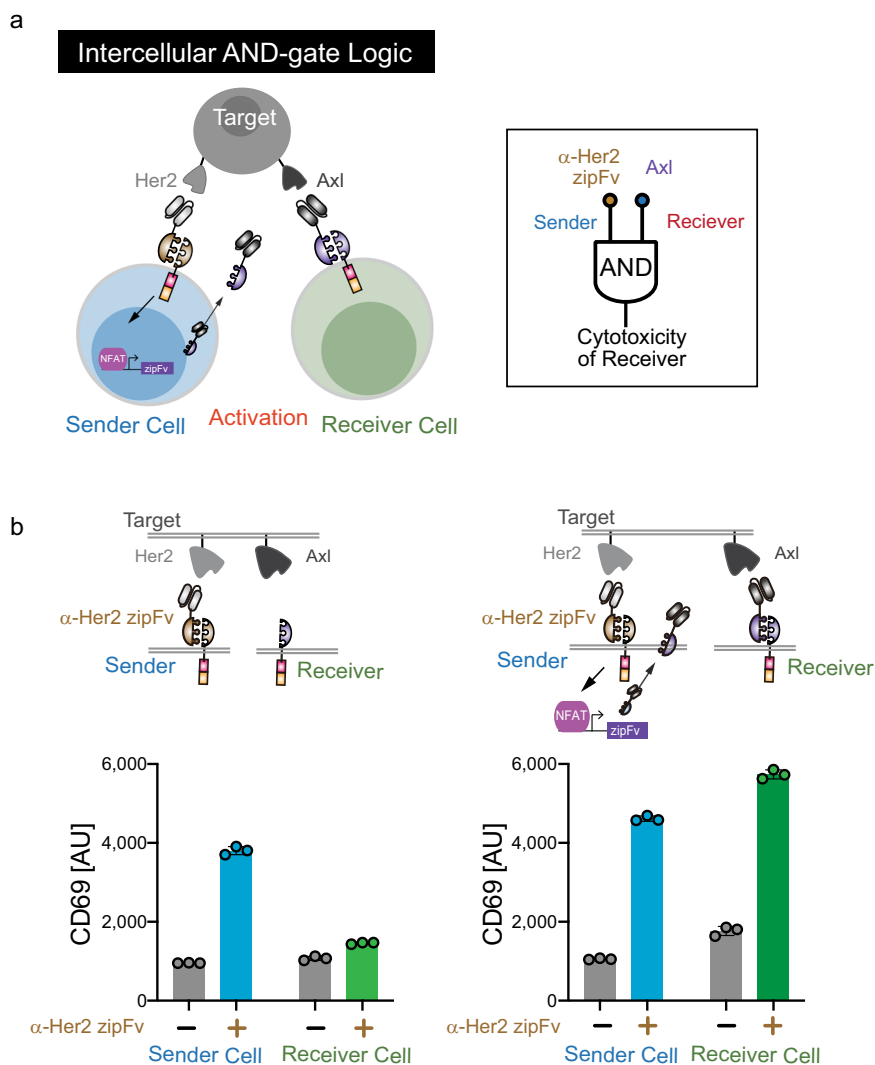 a
Intercellular AND-gate Logic
Target
Her2
Axl
NFAT
zipFv
Sender Cell
Activation
Receiver Cell
α-Her2
zipFv
Axl
Sender
Reciever
AND
Cytotoxicity
of Receiver
b
Target
Her2
Axl
α-Her2 zipFv
Sender
Receiver
Target
Her2
Axl
α-Her2 zipFv
Sender
Receiver
NFAT
zipFv
6,000
4,000
2,000
0
CD69 [AU]
α-Her2 zipFv
− + − +
Sender Cell
Receiver Cell
6,000
4,000
2,000
0
CD69 [AU]
α-Her2 zipFv
− + − +
Sender Cell
Receiver Cell